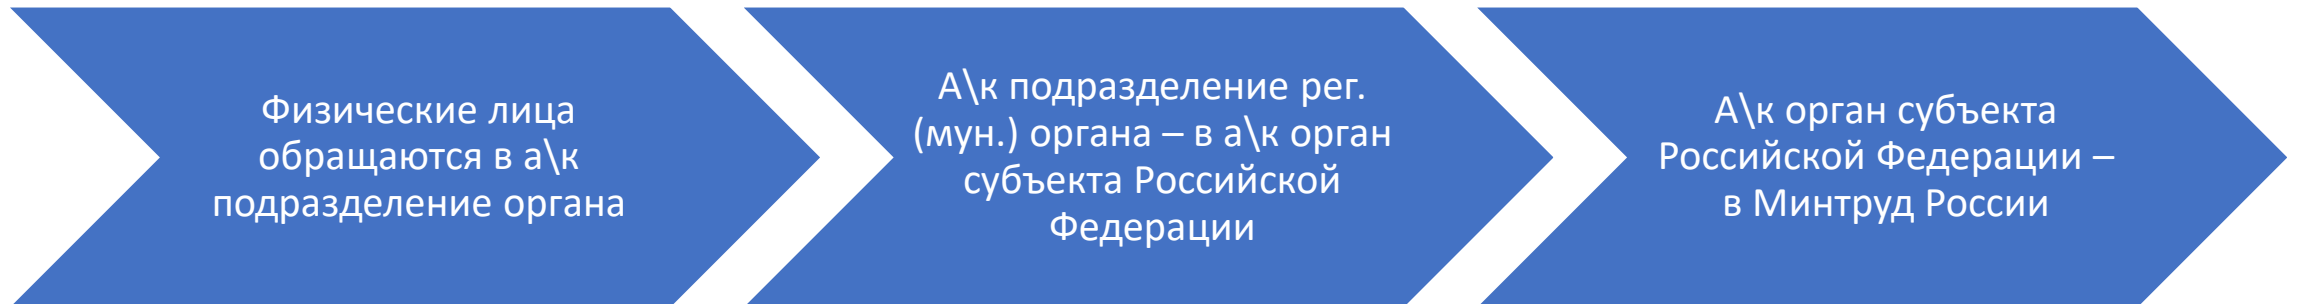 Физические лица
обращаются в а\к
подразделение органа
А\к подразделение рег.
(мун.) органа – в а\к орган
субъекта Российской
Федерации
А\к орган субъекта
Российской Федерации –
в Минтруд России